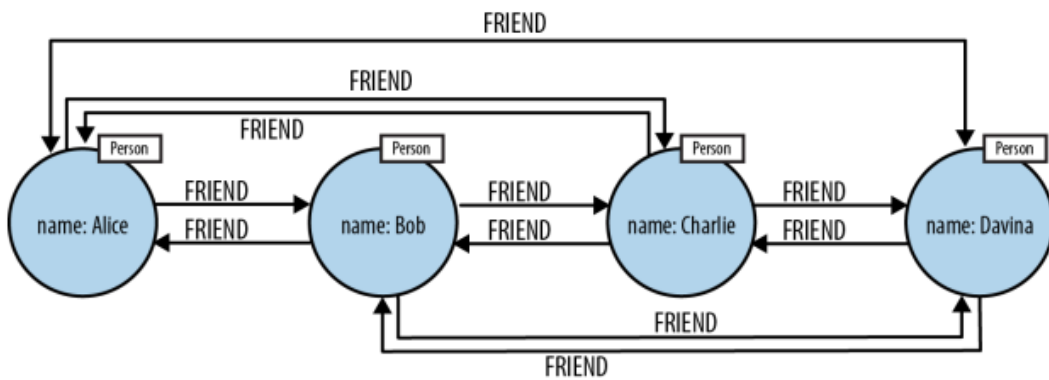 FRIEND
FRIEND
FRIEND
Person
Person
Person
Person
FRIEND
FRIEND
FRIEND
name: Alice
name: Bob
name: Charlie
name: Davina
FRIEND
FRIEND
FRIEND
FRIEND
FRIEND